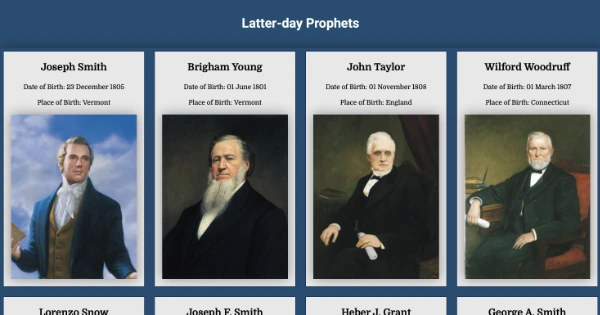 Latter-day Prophets
Joseph Smith
Date of Birth: 23 December 1805
Place of Birth: Vermont
Brigham Young
Date of Birth: 01 June 1801
Place of Birth: Vermont
John Taylor
Date of Birth: 01 November 1808
Place of Birth: England
Wilford Woodruff
Date of Birth: 01 March 1807
Place of Birth: Connecticut
Lorenzo Snow
Joseph F. Smith
Heber J. Grant
George A. Smith